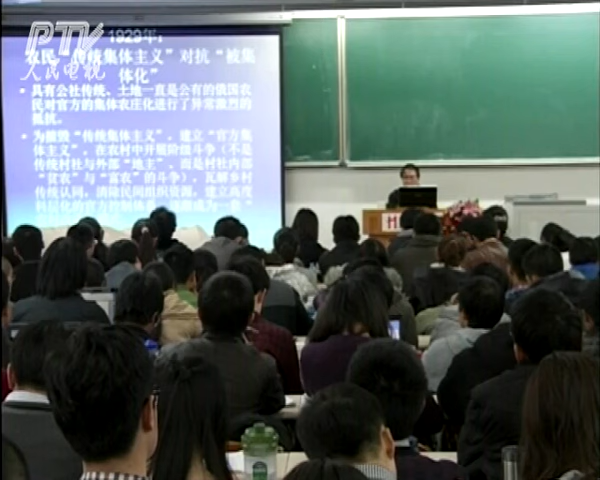 PTV
人民电视
1929年：
农民“传统集体主义”对抗“被集
体化”
具有公社传统、土地一直是公有的俄国农
民对官方的集体农庄化进行了异常激烈的
抵抗。
为摧毁“传统集体主义”，建立“官方集
体主义”，在农村中开展阶级斗争（不是
传统村社与外部“地主”，而是村社内部
“贫农”与“富农”的斗争），瓦解乡村
传统认同，清除民间组织资源，建立高度